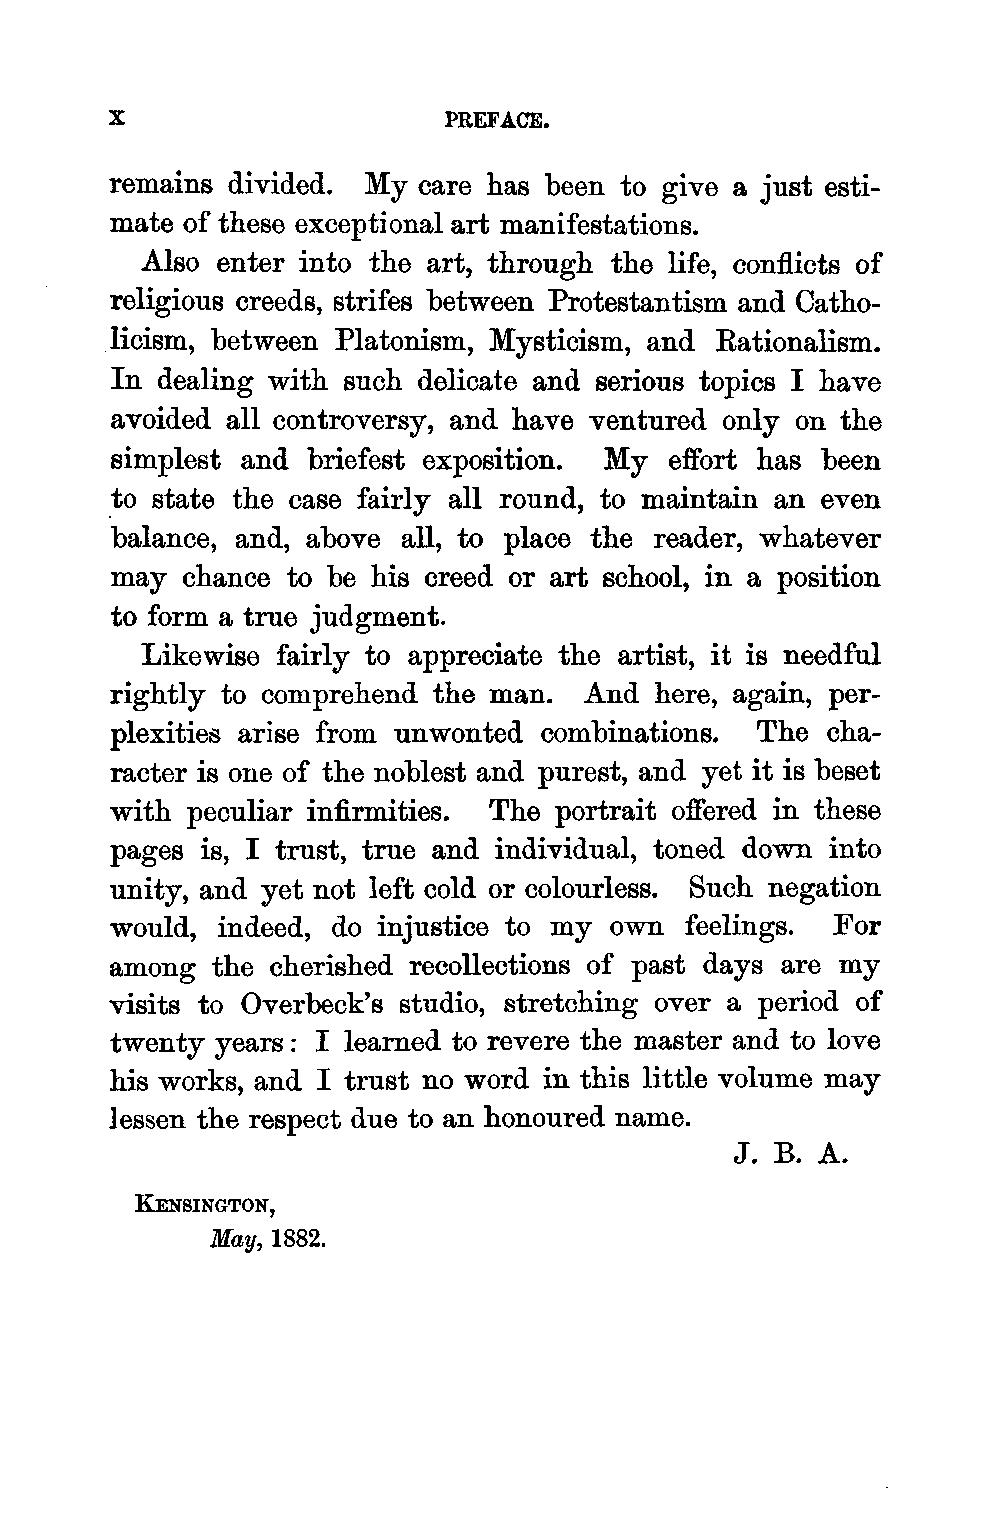 X PREFACE.
remains divided. My care has been to give a just esti-
mate of these exceptional art manifestations.
Also enter into the art, through the life, conflicts of
religious creeds, strifes between Protestantism and Catho-
licism, between Platonism, Mysticism, and Rationalism.
In dealing with such delicate and serious topics I have
avoided all controversy, and have ventured only on the
simplest and briefest exposition. My effort has been
to state the case fairly all round, to maintain an even
balance, and, above all, to place the reader, whatever
may chance to be his creed or art school, in a position
to form a true judgment.
Likewise fairly to appreciate the artist, it is needful
rightly to comprehend the man. And here, again, per-
plexities arise from unwonted combinations. The cha-
racter is one of the noblest and purest, and yet it is beset
with peculiar infirmities. The portrait offered in these
pages is, I trust, true and individual, toned down into
unity, and yet not left cold or colourless. Such negation
would, indeed, do injustice to my own feelings. For
among the cherished recollections of past days are my
visits to Overbeck's studio, stretching over a period of
twenty years: I learned to revere the master and to love
his works, and I trust no word in this little volume may
lessen the respect due to an honoured name.
J. B. A.
KENSINGTON,
May, 1882.